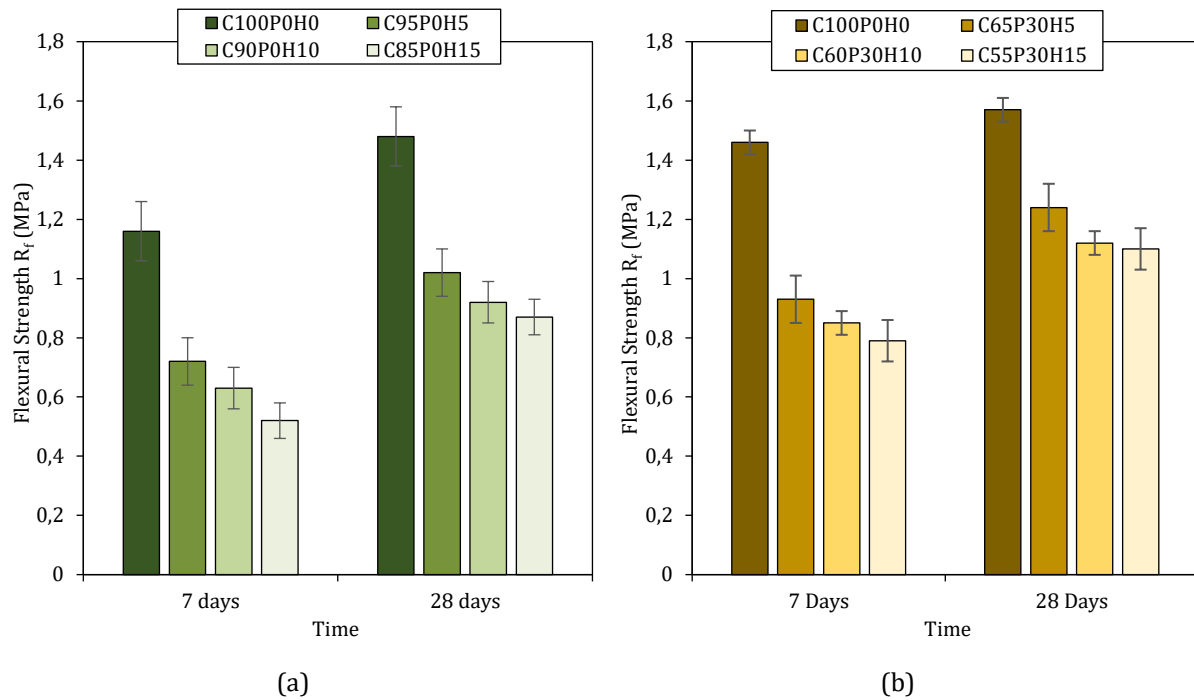 C100P0H0 C95P0H5
C90P0H10 C85P0H15
Flexural Strength Rf (MPa)
1,8
1,6
1,4
1,2
1
0,8
0,6
0,4
0,2
0
7 days 28 days
Time
(a)
C100P0H0 C65P30H5
C60P30H10 C55P30H15
Flexural Strength Rf (MPa)
1,8
1,6
1,4
1,2
1
0,8
0,6
0,4
0,2
0
7 Days 28 Days
Time
(b)